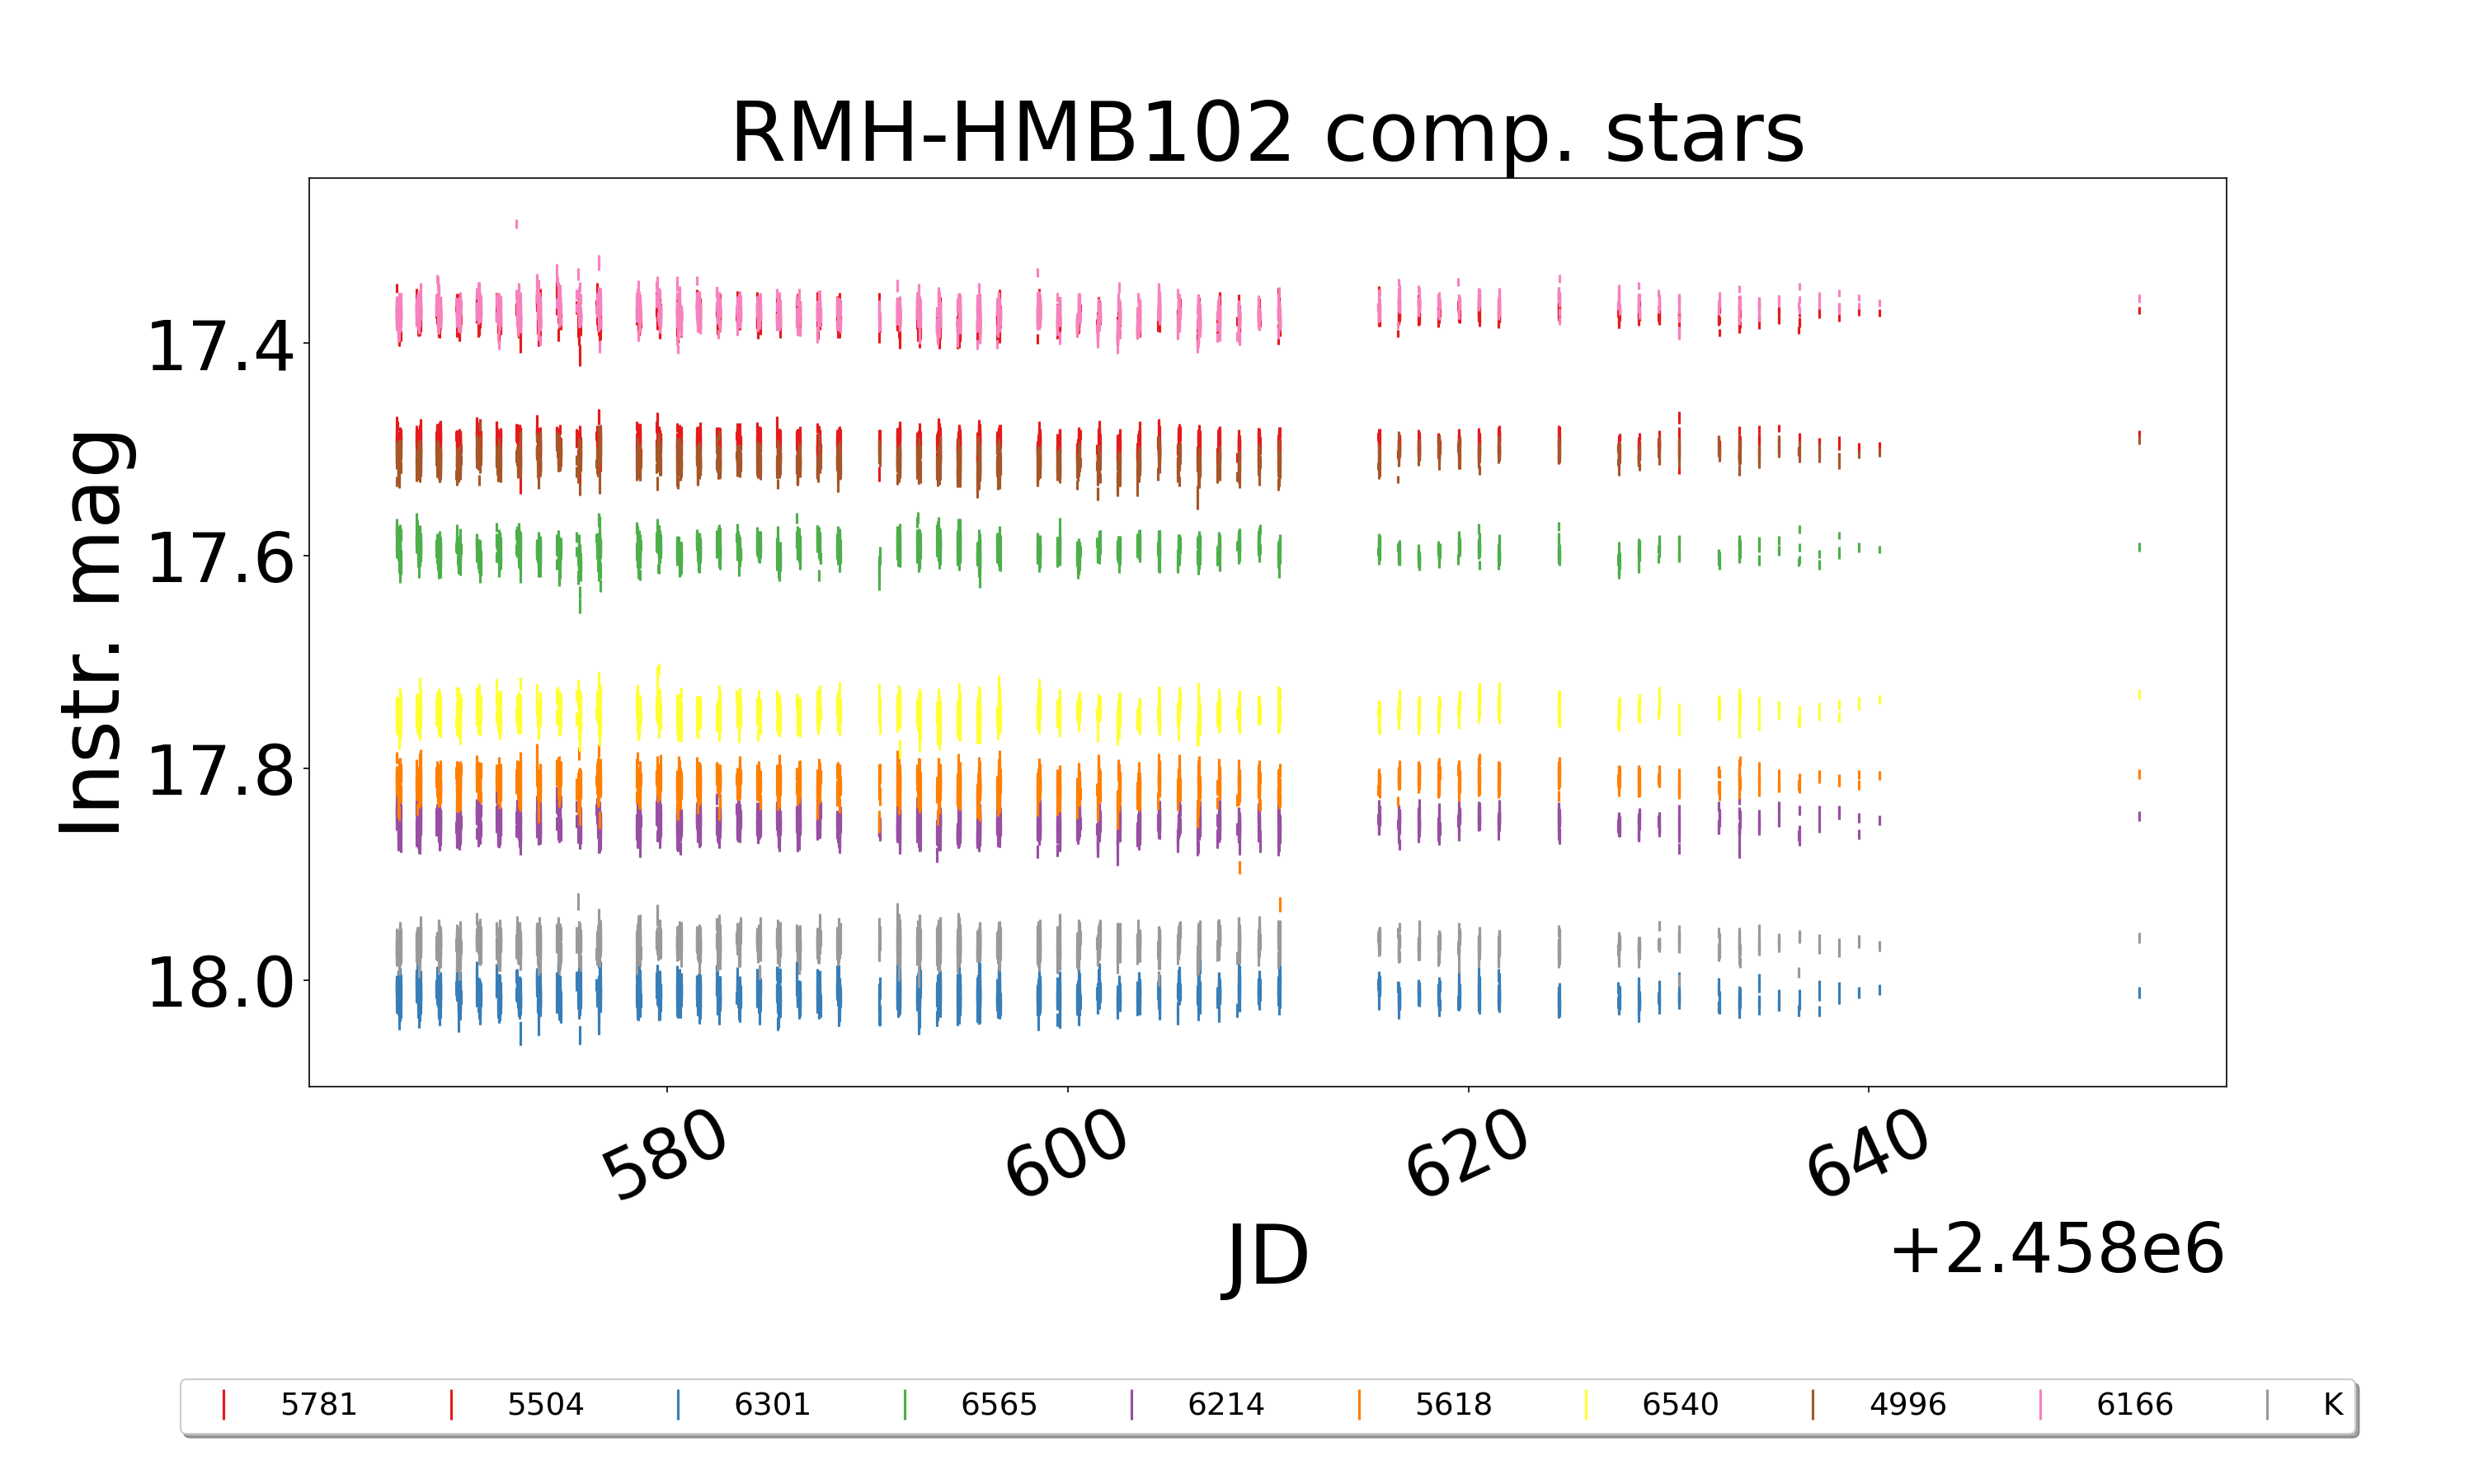 RMH-HMB102 comp. stars
Instr. mag
17.4
17.6
17.8
18.0
580 600 620 640
JD
+2.458e6
5781 5504 6301 6565 6214 5618 6540 4996 6166 K